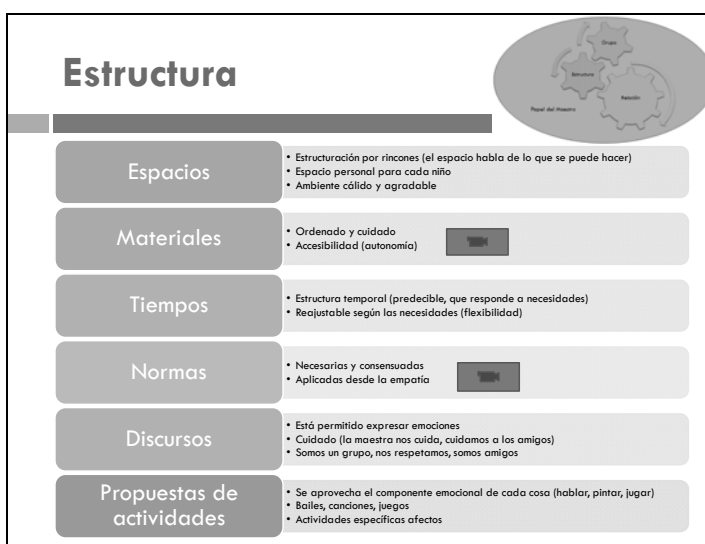 Estructura
Grupo
Estructura
Relación
Papel del Maestro
Espacios
• Estructuración por rincones (el espacio habla de lo que se puede hacer)
• Espacio personal para cada niño
• Ambiente cálido y agradable
Materiales
• Ordenado y cuidado
• Accesibilidad (autonomía)
Tiempos
• Estructura temporal (predecible, que responde a necesidades)
• Reajustable según las necesidades (flexibilidad)
Normas
• Necesarias y consensuadas
• Aplicadas desde la empatía
Discursos
• Está permitido expresar emociones
• Cuidado (la maestra nos cuida, cuidamos a los amigos)
• Somos un grupo, nos respetamos, somos amigos
Propuestas de
actividades
• Se aprovecha el componente emocional de cada cosa (hablar, pintar, jugar)
• Bailes, canciones, juegos
• Actividades específicas afectos